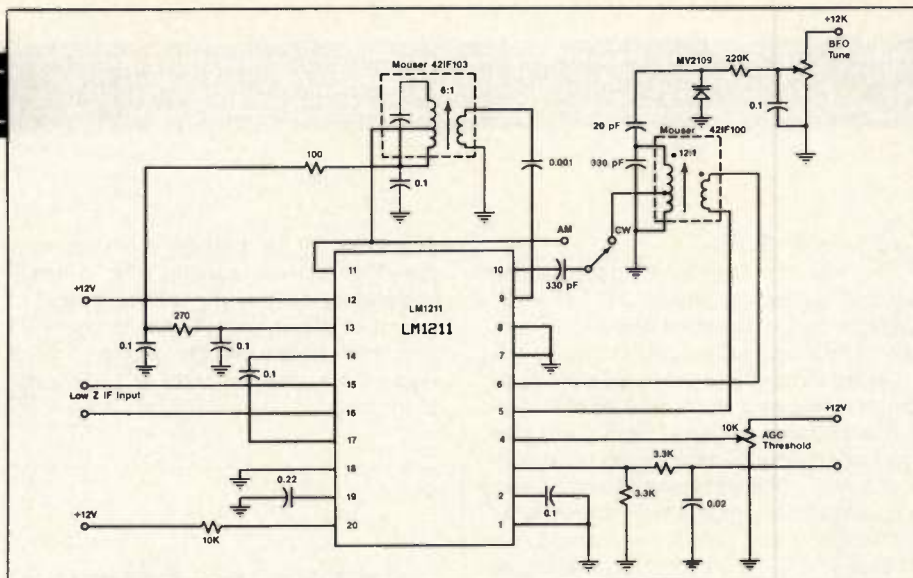 +12K
BFO
Tune
Mouser 42IF103
6:1
MV2109
220K
0.1
20 pF
Mouser
42IF100
330 pF
12:1
100
0.001
0.1
AM
CW
11
10
330 pF
+12V
12
9
LM1211
LM1211
270
13
8
0.1
0.1
14
7
0.1
15
6
Low Z IF Input
16
5
+12V
17
4
10K
AGC
Threshold
3.3K
18
0.22
3.3K
0.02
19
2
0.1
+12V
20
1
10K